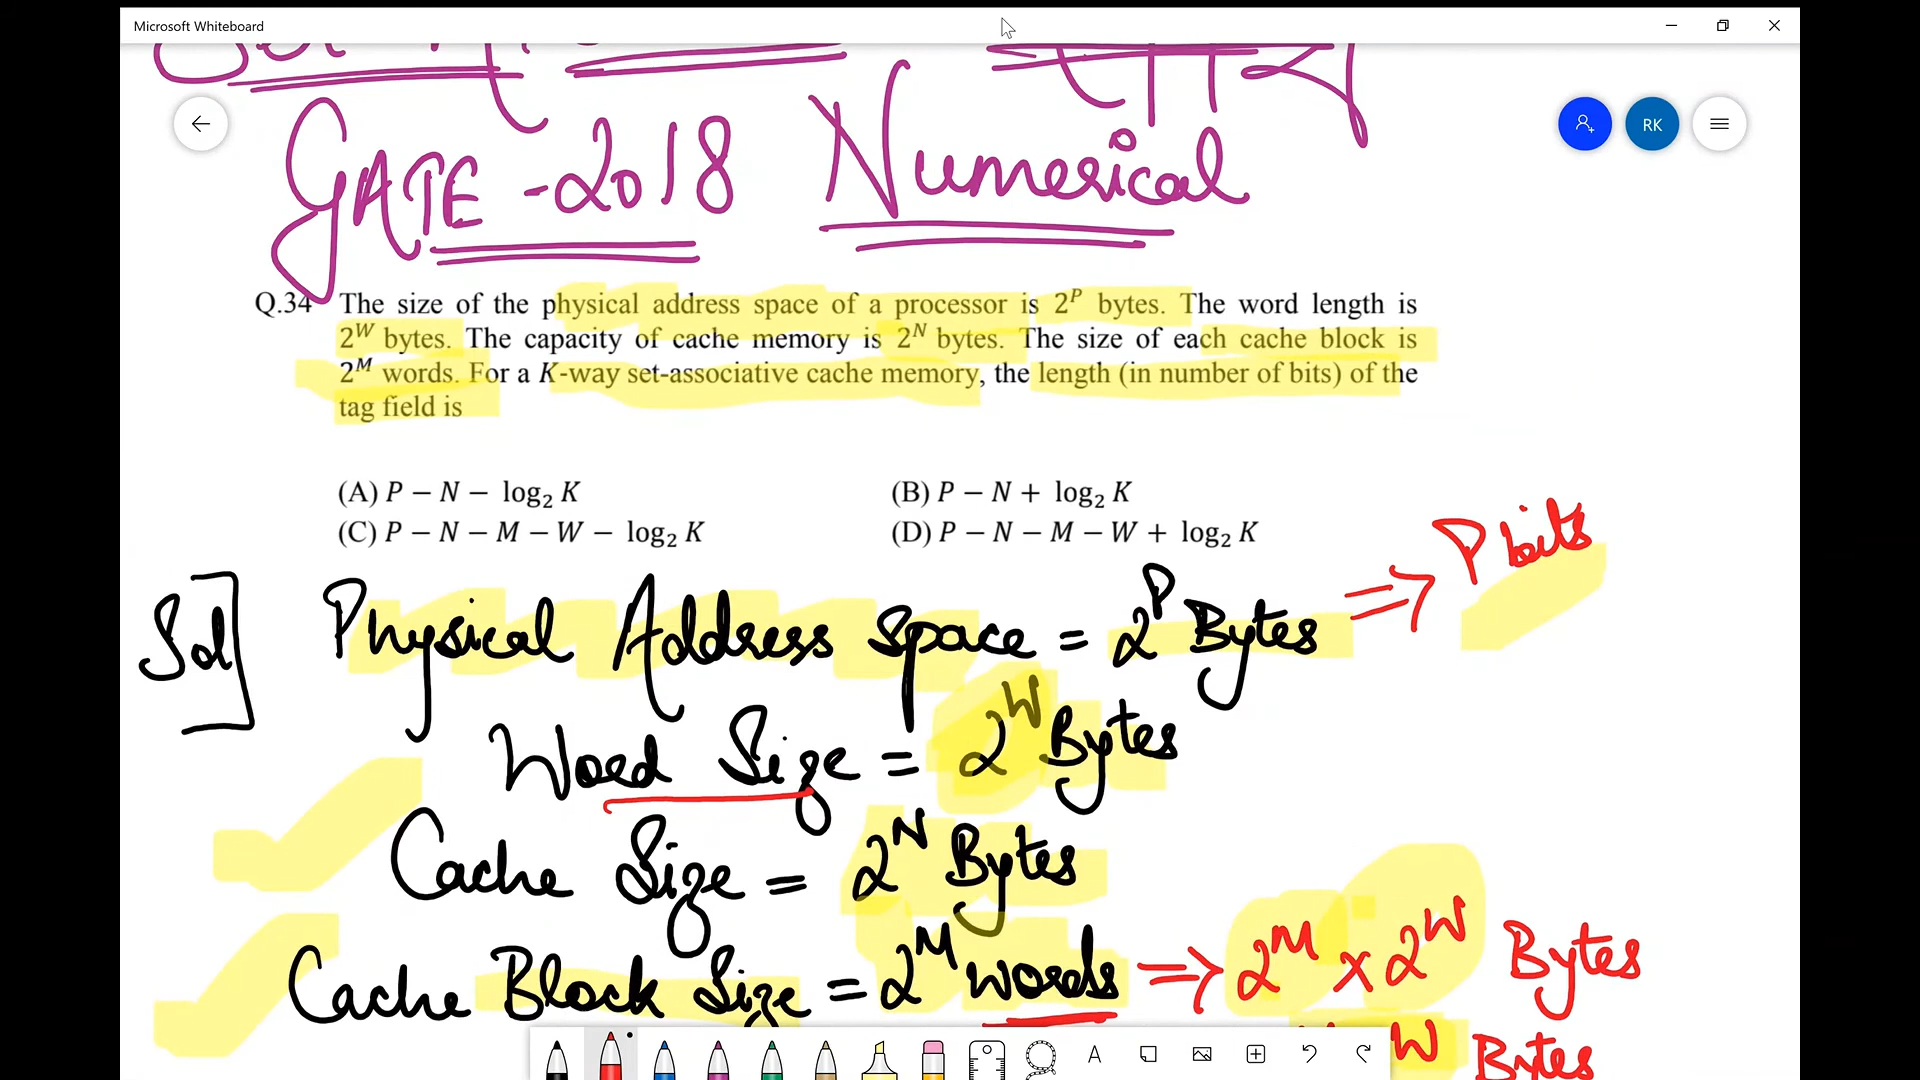 Microsoft Whiteboard
GATE-2018 Numerical
RK
Q.34 The size of the physical address space of a processor is 2^P bytes. The word length is
2^W bytes. The capacity of cache memory is 2^N bytes. The size of each cache block is
2^M words. For a K-way set-associative cache memory, the length (in number of bits) of the
tag field is
(A) P − N − log₂ K (B) P − N + log₂ K
(C) P − N − M − W − log₂ K (D) P − N − M − W + log₂ K
Sol] Physical Address Space = 2^P Bytes ⇒ P bits
Word Size = 2^W Bytes
Cache Size = 2^N Bytes
Cache Block Size = 2^M words ⇒ 2^M x 2^W Bytes
W Bytes
A